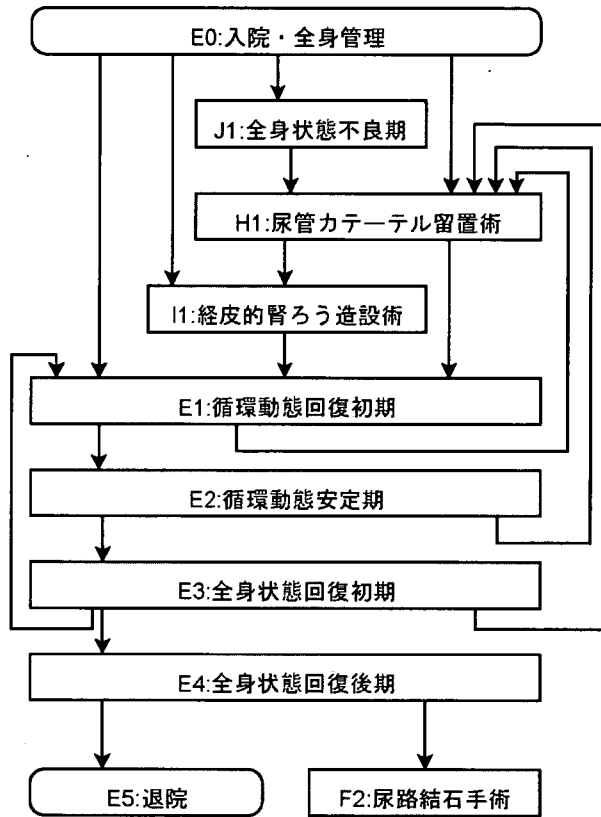 E0:入院・全身管理
J1:全身状態不良期
H1:尿管カテーテル留置術
I1:経皮的腎ろう造設術
E1:循環動態回復初期
E2:循環動態安定期
E3:全身状態回復初期
E4:全身状態回復後期
E5:退院
F2:尿路結石手術